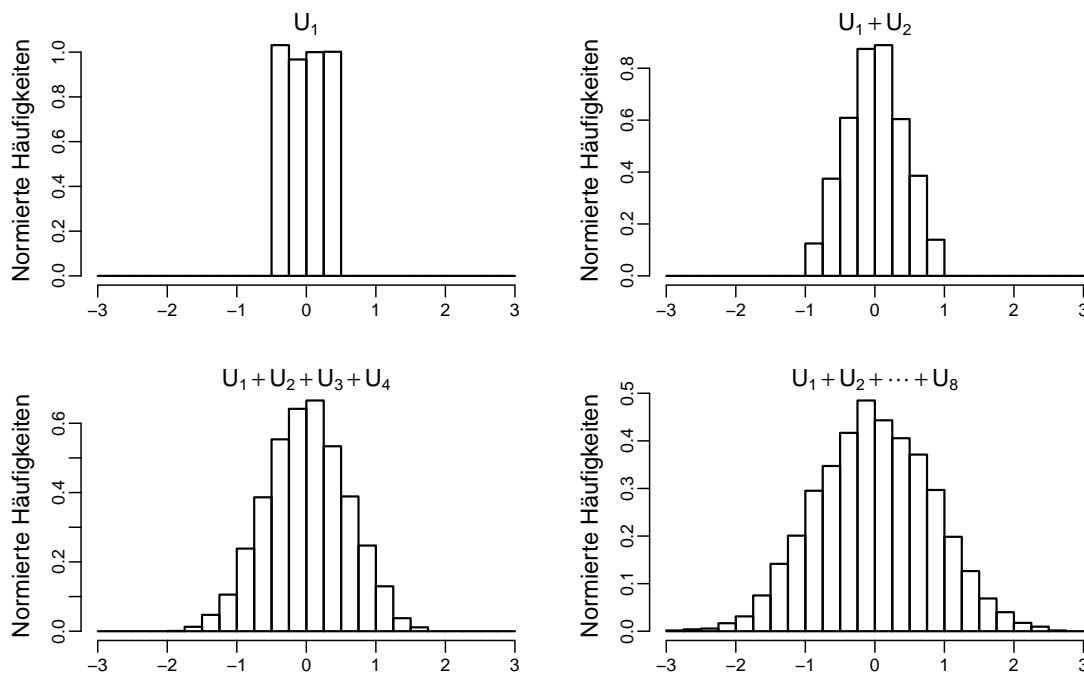 U₁
Normierte Häufigkeiten
0.0 0.2 0.4 0.6 0.8 1.0
−3 −2 −1 0 1 2 3
U₁ + U₂
Normierte Häufigkeiten
0.0 0.2 0.4 0.6 0.8
−3 −2 −1 0 1 2 3
U₁ + U₂ + U₃ + U₄
Normierte Häufigkeiten
0.0 0.2 0.4 0.6
−3 −2 −1 0 1 2 3
U₁ + U₂ + ⋯ + U₈
Normierte Häufigkeiten
0.0 0.1 0.2 0.3 0.4 0.5
−3 −2 −1 0 1 2 3